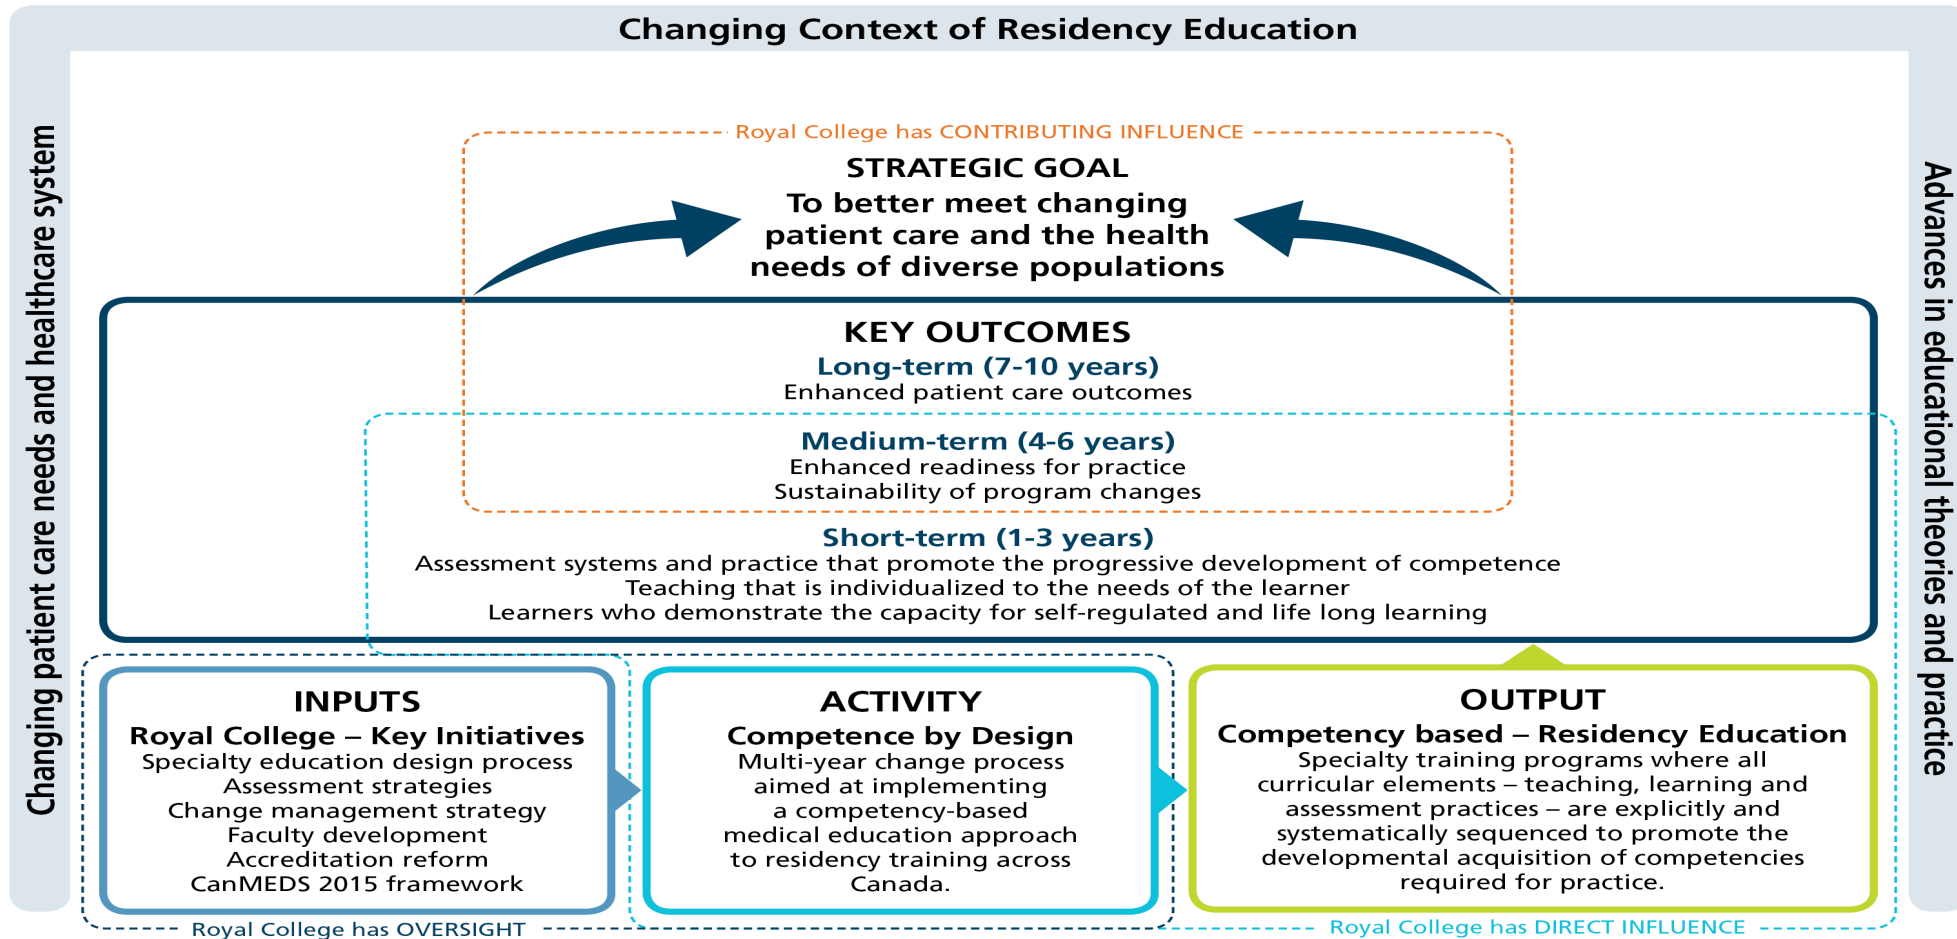 Changing Context of Residency Education
Changing patient care needs and healthcare system
Royal College has CONTRIBUTING INFLUENCE
STRATEGIC GOAL
To better meet changing
patient care and the health
needs of diverse populations
KEY OUTCOMES
Long-term (7-10 years)
Enhanced patient care outcomes
Medium-term (4-6 years)
Enhanced readiness for practice
Sustainability of program changes
Short-term (1-3 years)
Assessment systems and practice that promote the progressive development of competence
Teaching that is individualized to the needs of the learner
Learners who demonstrate the capacity for self-regulated and life long learning
INPUTS
Royal College – Key Initiatives
Specialty education design process
Assessment strategies
Change management strategy
Faculty development
Accreditation reform
CanMEDS 2015 framework
Royal College has OVERSIGHT
ACTIVITY
Competence by Design
Multi-year change process
aimed at implementing
a competency-based
medical education approach
to residency training across
Canada.
OUTPUT
Competency based – Residency Education
Specialty training programs where all
curricular elements – teaching, learning and
assessment practices – are explicitly and
systematically sequenced to promote the
developmental acquisition of competencies
required for practice.
Royal College has DIRECT INFLUENCE
Advances in educational theories and practice